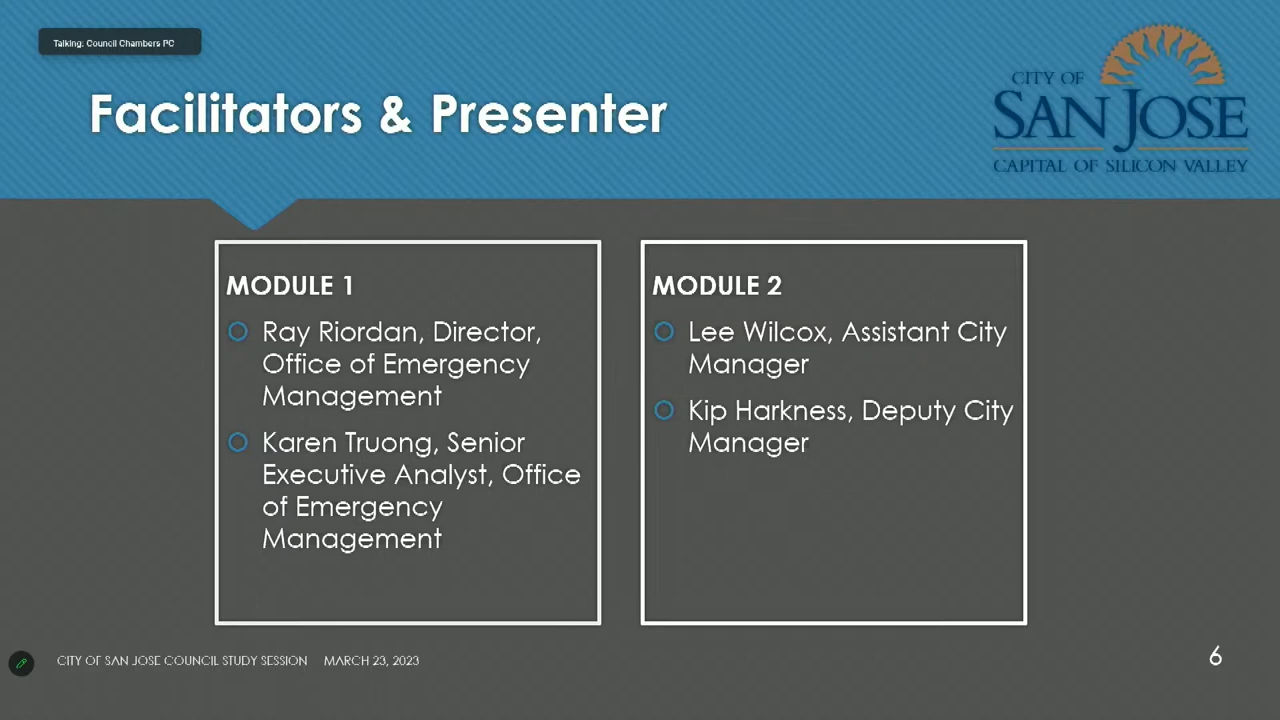 Talking: Council Chambers PC
Facilitators & Presenter
CITY OF
SAN JOSE
CAPITAL OF SILICON VALLEY
MODULE 1
Ray Riordan, Director,
Office of Emergency
Management
Karen Truong, Senior
Executive Analyst, Office
of Emergency
Management
MODULE 2
Lee Wilcox, Assistant City
Manager
Kip Harkness, Deputy City
Manager
CITY OF SAN JOSE COUNCIL STUDY SESSION MARCH 23, 2023
6